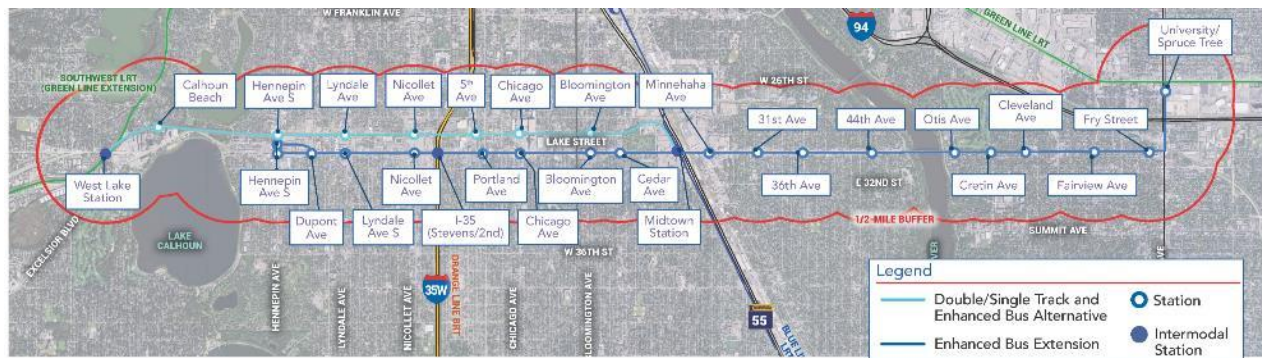 W FRANKLIN AVE
94
GREEN LINE LRT
University/
Spruce Tree
SOUTHWEST LRT
(GREEN LINE EXTENSION)
Calhoun
Beach
Hennepin
Ave S
Lyndale
Ave
Nicollet
Ave
5th
Ave
Chicago
Ave
Bloomington
Ave
Minnehaha
Ave
W 26TH ST
31st Ave
44th Ave
Otis Ave
Cleveland
Ave
Fry Street
LAKE STREET
West Lake
Station
Hennepin
Ave S
Dupont
Ave
Lyndale
Ave S
Nicollet
Ave
I-35
(Stevens/2nd)
Portland
Ave
Chicago
Ave
Bloomington
Ave
Cedar
Ave
Midtown
Station
36th Ave
E 32ND ST
Cretin Ave
Fairview Ave
1/2-MILE BUFFER
SUMMIT AVE
EXCELSIOR BLVD
LAKE
CALHOUN
W 36TH ST
HENNEPIN AVE
LYNDALE AVE
NICOLLET AVE
35W
ORANGE LINE BRT
CHICAGO AVE
BLOOMINGTON AVE
55
BLUE LI
LRT
VER
AVE
Legend
Double/Single Track and
Enhanced Bus Alternative
Enhanced Bus Extension
Station
Intermodal
Station